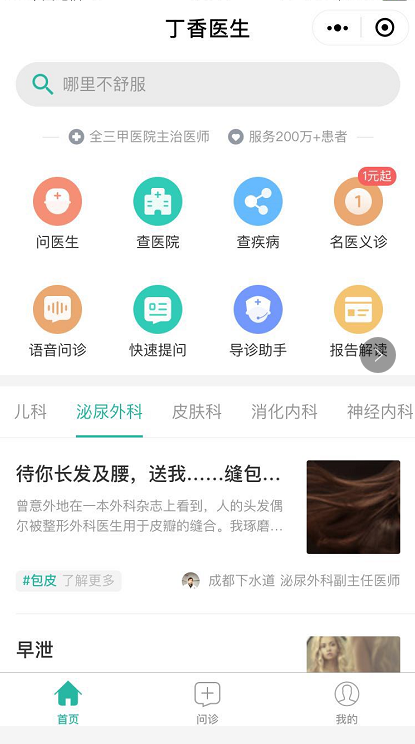 丁香医生
哪里不舒服
全三甲医院主治医师 服务200万+患者
1元起
1
问医生 查医院 查疾病 名医义诊
语音问诊 快速提问 导诊助手 报告解读
儿科 泌尿外科 皮肤科 消化内科 神经内科
待你长发及腰，送我……缝包…
曾意外地在一本外科杂志上看到，人的头发偶
尔被整形外科医生用于皮瓣的缝合。我琢磨…
#包皮 了解更多 成都下水道 泌尿外科副主任医师
早泄
首页 问诊 我的